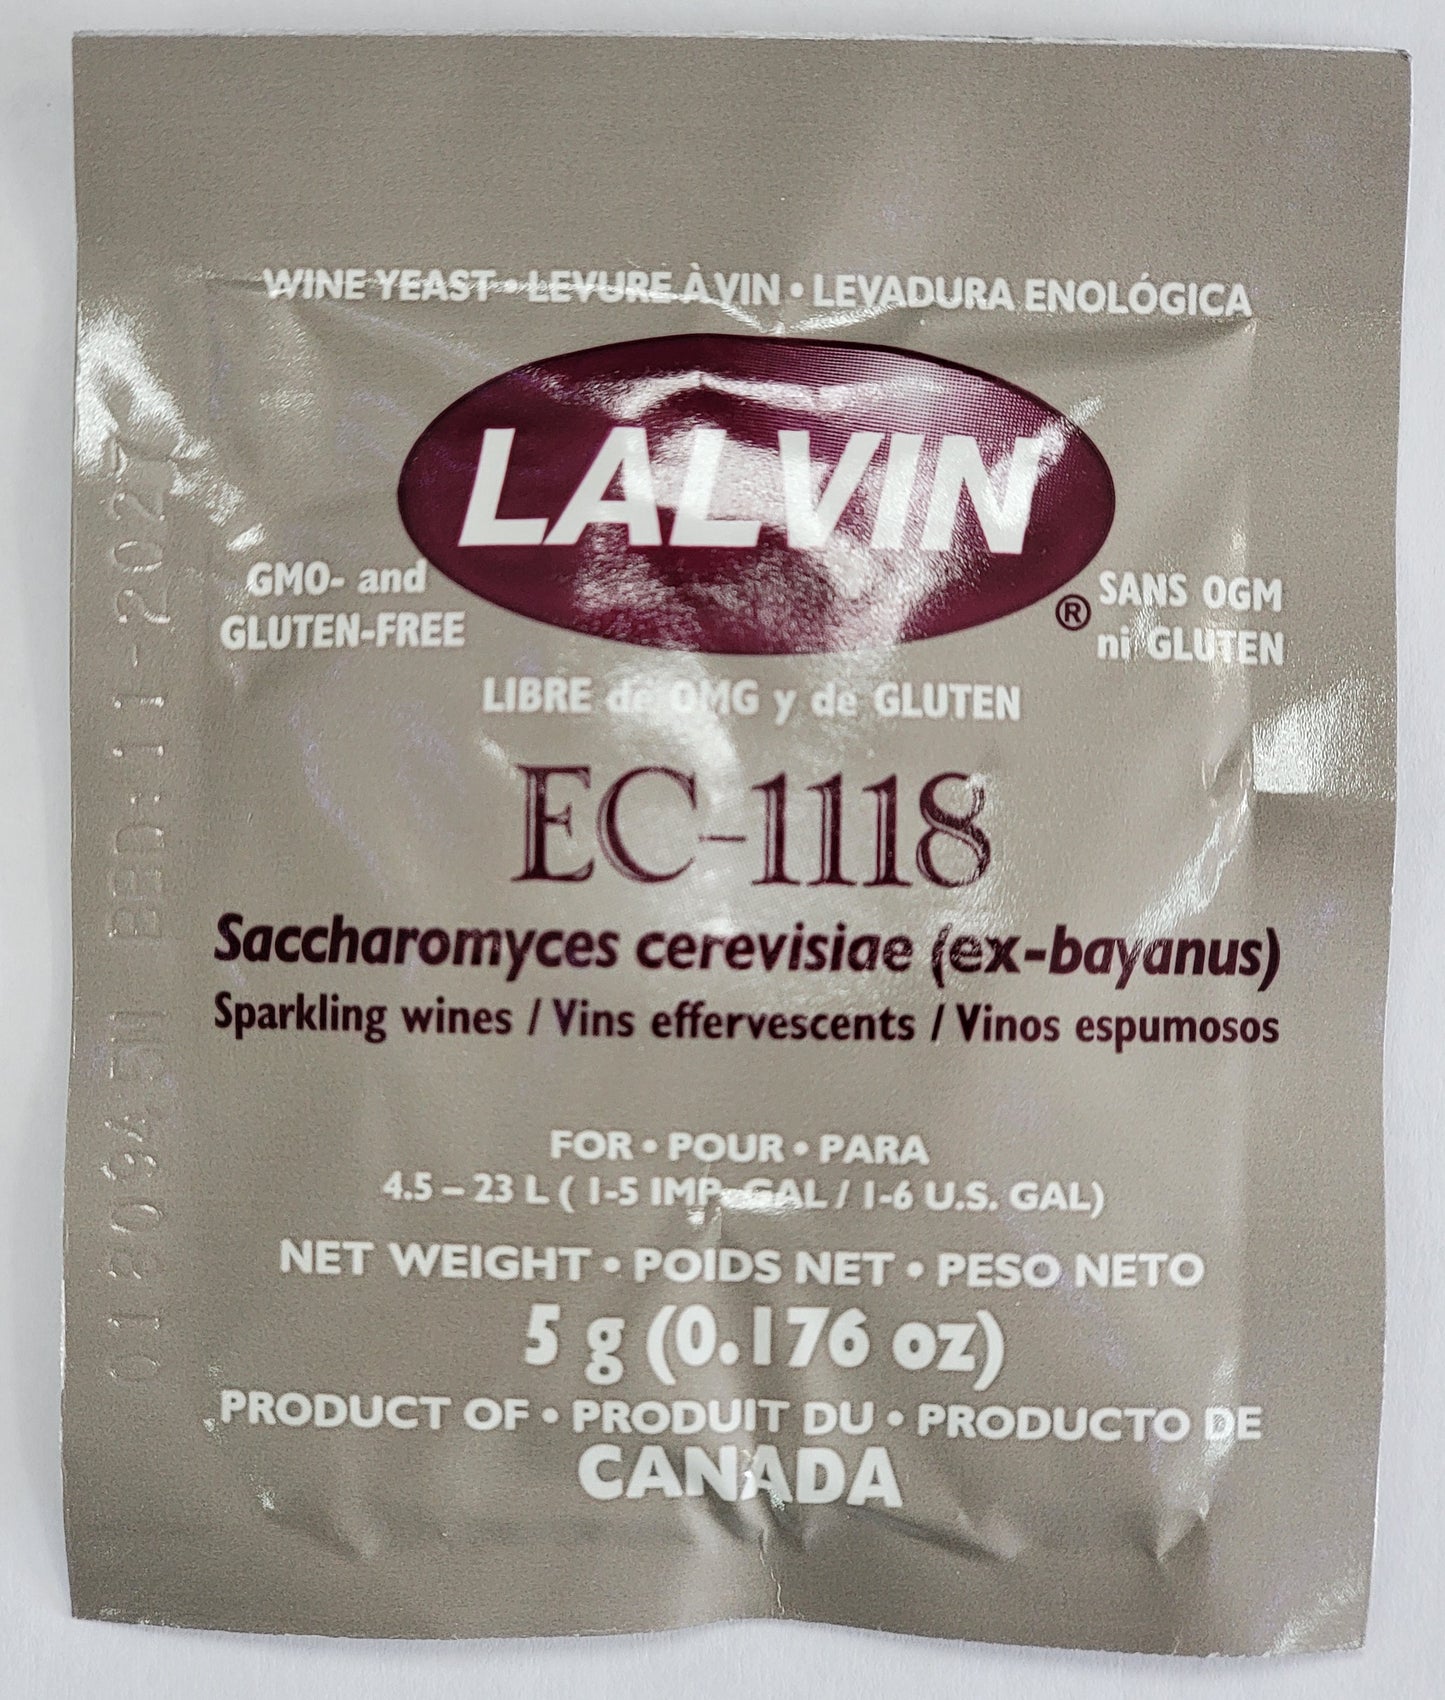 WINE YEAST • LEVURE À VIN • LEVADURA ENOLÓGICA
LALVIN
®
GMO- and
GLUTEN-FREE
SANS OGM
ni GLUTEN
LIBRE de OMG y de GLUTEN
EC-1118
Saccharomyces cerevisiae (ex-bayanus)
Sparkling wines / Vins effervescents / Vinos espumosos
FOR • POUR • PARA
4.5 – 23 L ( 1-5 IMP. GAL / 1-6 U.S. GAL)
NET WEIGHT • POIDS NET • PESO NETO
5 g (0.176 oz)
PRODUCT OF • PRODUIT DU • PRODUCTO DE
CANADA